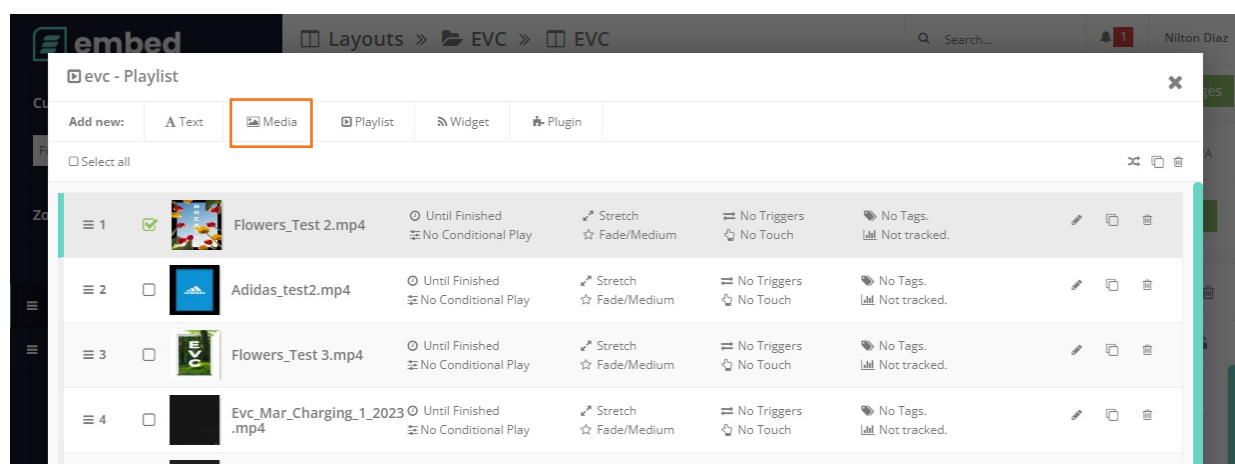 embed
Layouts » EVC » EVC
Search...
1
Nilton Diaz
evc - Playlist
Add new:
Text
Media
Playlist
Widget
Plugin
Select all
1
Flowers_Test 2.mp4
Until Finished
No Conditional Play
Stretch
Fade/Medium
No Triggers
No Touch
No Tags.
Not tracked.
2
Adidas_test2.mp4
Until Finished
No Conditional Play
Stretch
Fade/Medium
No Triggers
No Touch
No Tags.
Not tracked.
3
EVC
Flowers_Test 3.mp4
Until Finished
No Conditional Play
Stretch
Fade/Medium
No Triggers
No Touch
No Tags.
Not tracked.
4
Evc_Mar_Charging_1_2023
.mp4
Until Finished
No Conditional Play
Stretch
Fade/Medium
No Triggers
No Touch
No Tags.
Not tracked.